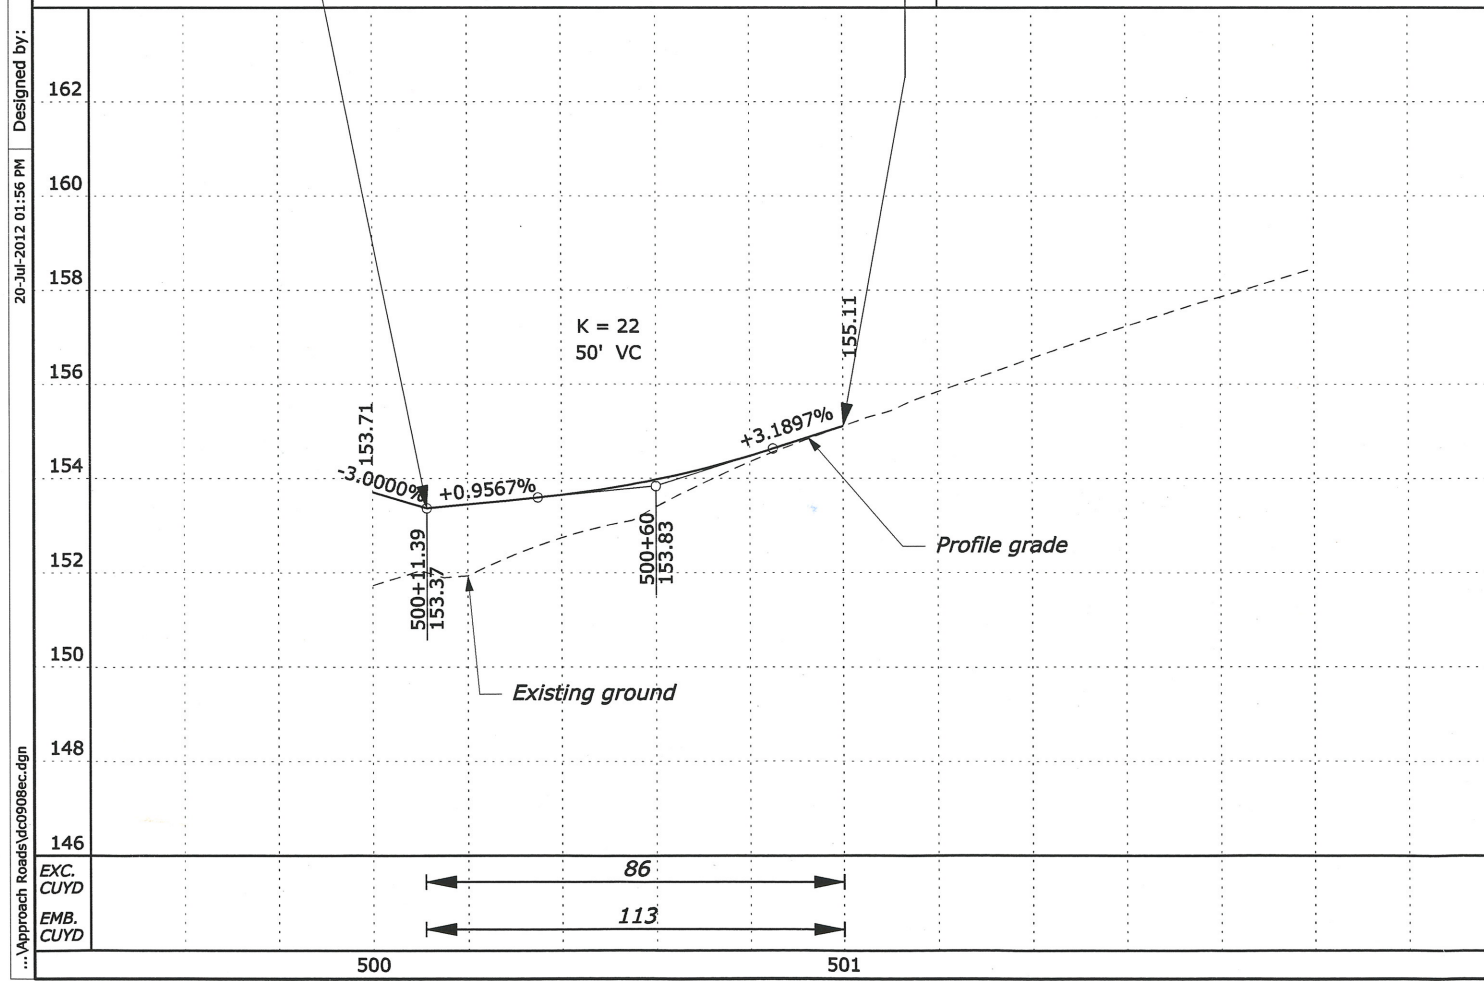 Designed by:
20-Jul-2012 01:56 PM
...\Approach Roads\dc0908ec.dgn
162
160
158
156
154
152
150
148
146
K = 22
50' VC
155.11
153.71
-3.0000%
+0.9567%
+3.1897%
500+11.39
153.37
500+60
153.83
Profile grade
Existing ground
EXC.
CUYD
86
EMB.
CUYD
113
500
501